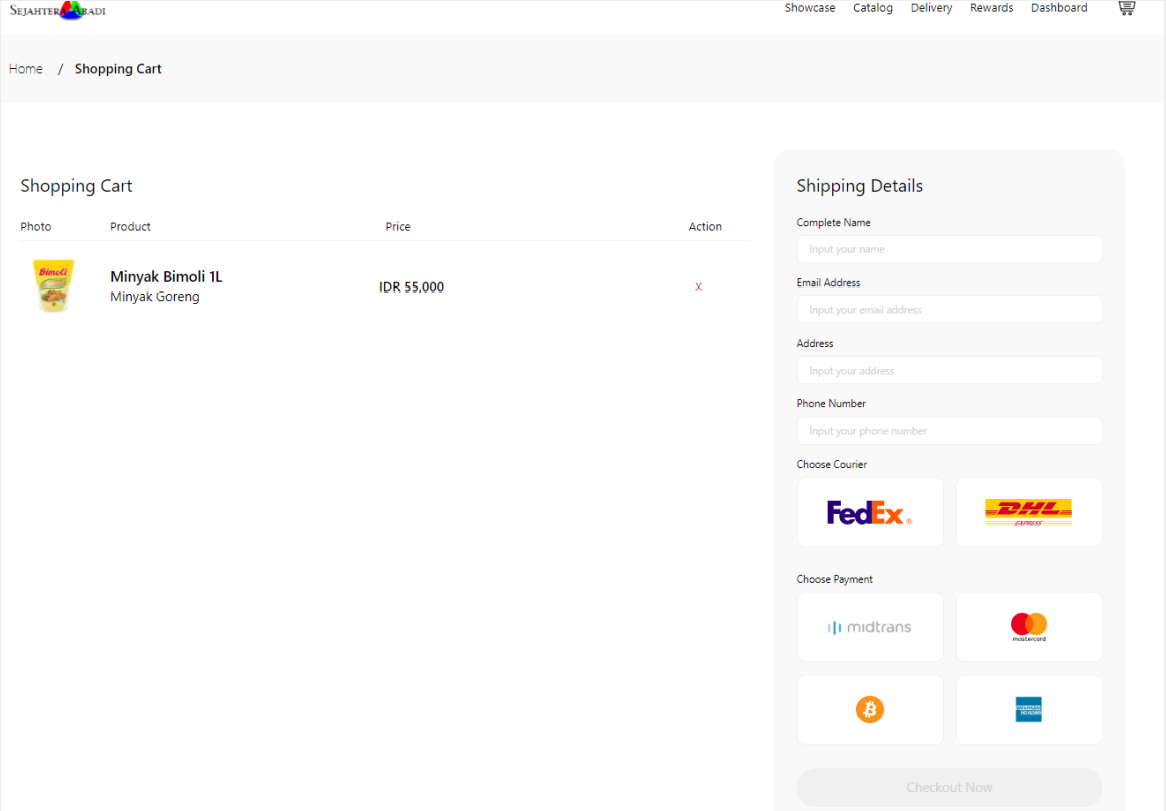 SEJAHTERA ABADI
Showcase Catalog Delivery Rewards Dashboard
Home / Shopping Cart
Shopping Cart
Photo Product Price Action
Bimoli
Minyak Bimoli 1L
Minyak Goreng
IDR 55,000
X
Shipping Details
Complete Name
Input your name
Email Address
Input your email address
Address
Input your address
Phone Number
Input your phone number
Choose Courier
FedEx®
DHL
EXPRESS
Choose Payment
midtrans
mastercard
Checkout Now